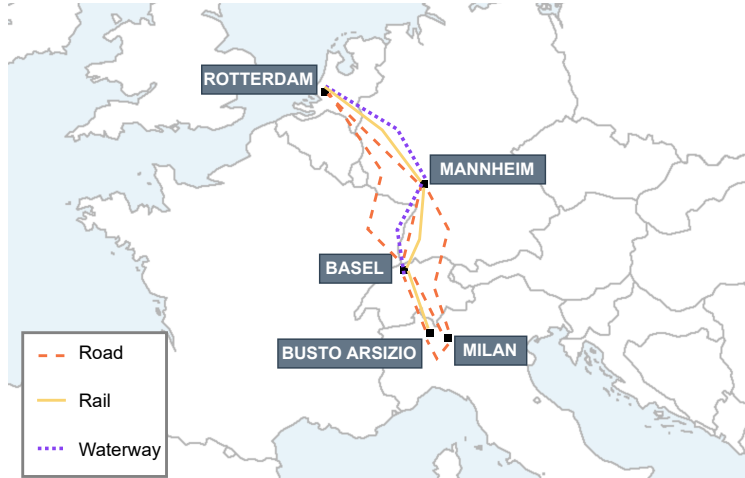 ROTTERDAM
MANNHEIM
BASEL
BUSTO ARSIZIO
MILAN
Road
Rail
Waterway